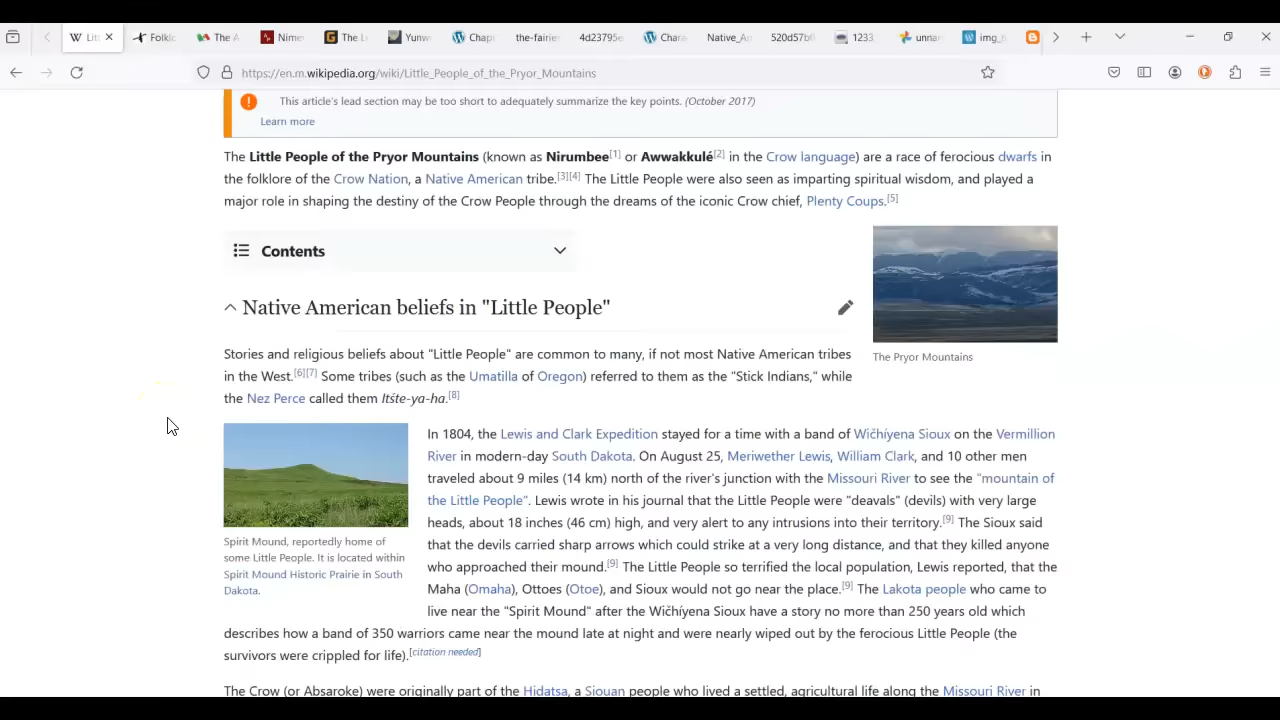 Lit
Folklo
The A
Nime
The L
Yunw
Chap
the-fairie
4d23795e
Chara
Native_An
520d57b
1233
unna
img_
https://en.m.wikipedia.org/wiki/Little_People_of_the_Pryor_Mountains
This article's lead section may be too short to adequately summarize the key points. (October 2017)
Learn more
The Little People of the Pryor Mountains (known as Nirumbee[1] or Awwakkulé[2] in the Crow language) are a race of ferocious dwarfs in
the folklore of the Crow Nation, a Native American tribe.[3][4] The Little People were also seen as imparting spiritual wisdom, and played a
major role in shaping the destiny of the Crow People through the dreams of the iconic Crow chief, Plenty Coups.[5]
Contents
Native American beliefs in "Little People"
The Pryor Mountains
Stories and religious beliefs about "Little People" are common to many, if not most Native American tribes
in the West.[6][7] Some tribes (such as the Umatilla of Oregon) referred to them as the "Stick Indians," while
the Nez Perce called them Itśte-ya-ha.[8]
Spirit Mound, reportedly home of
some Little People. It is located within
Spirit Mound Historic Prairie in South
Dakota.
In 1804, the Lewis and Clark Expedition stayed for a time with a band of Wičhíyena Sioux on the Vermillion
River in modern-day South Dakota. On August 25, Meriwether Lewis, William Clark, and 10 other men
traveled about 9 miles (14 km) north of the river's junction with the Missouri River to see the "mountain of
the Little People". Lewis wrote in his journal that the Little People were "deavals" (devils) with very large
heads, about 18 inches (46 cm) high, and very alert to any intrusions into their territory.[9] The Sioux said
that the devils carried sharp arrows which could strike at a very long distance, and that they killed anyone
who approached their mound.[9] The Little People so terrified the local population, Lewis reported, that the
Maha (Omaha), Ottoes (Otoe), and Sioux would not go near the place.[9] The Lakota people who came to
live near the "Spirit Mound" after the Wičhíyena Sioux have a story no more than 250 years old which
describes how a band of 350 warriors came near the mound late at night and were nearly wiped out by the ferocious Little People (the
survivors were crippled for life).[citation needed]
The Crow (or Absaroke) were originally part of the Hidatsa, a Siouan people who lived a settled, agricultural life along the Missouri River in